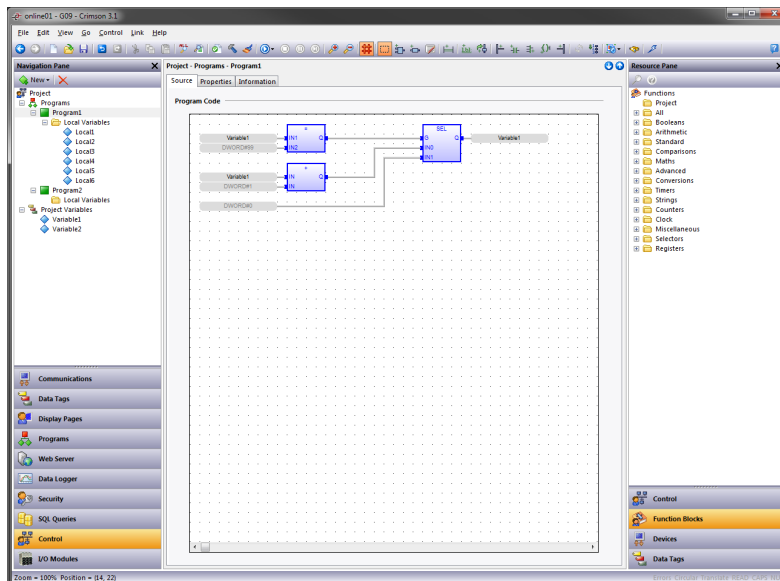 online01 - G09 - Crimson 3.1
File Edit View Go Control Link Help
Navigation Pane
New
Project
Programs
Program1
Local Variables
Local1
Local2
Local3
Local4
Local5
Local6
Program2
Local Variables
Project Variables
Variable1
Variable2
Communications
Data Tags
Display Pages
Programs
Web Server
Data Logger
Security
SQL Queries
Control
I/O Modules
Project - Programs - Program1
Source Properties Information
Program Code
Variable1 IN1 Q
DWORD#99 IN2
SEL
G Q Variable1
IN0
IN1
Variable1 IN Q
DWORD#1 IN
DWORD#0
Resource Pane
Functions
Project
All
Booleans
Arithmetic
Standard
Comparisons
Maths
Advanced
Conversions
Timers
Strings
Counters
Clock
Miscellaneous
Selectors
Registers
Control
Function Blocks
Devices
Data Tags
Zoom = 100% Position = (14, 22)
Errors Circular Translate READ CAPS